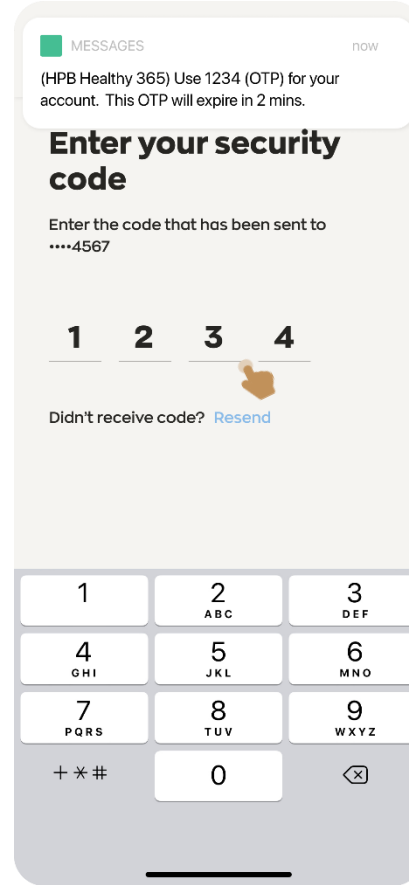 MESSAGES now
(HPB Healthy 365) Use 1234 (OTP) for your
account. This OTP will expire in 2 mins.
Enter your security
code
Enter the code that has been sent to
••••4567
1 2 3 4
Didn't receive code? Resend
1 2 3
ABC DEF
4 5 6
GHI JKL MNO
7 8 9
PQRS TUV WXYZ
+*# 0